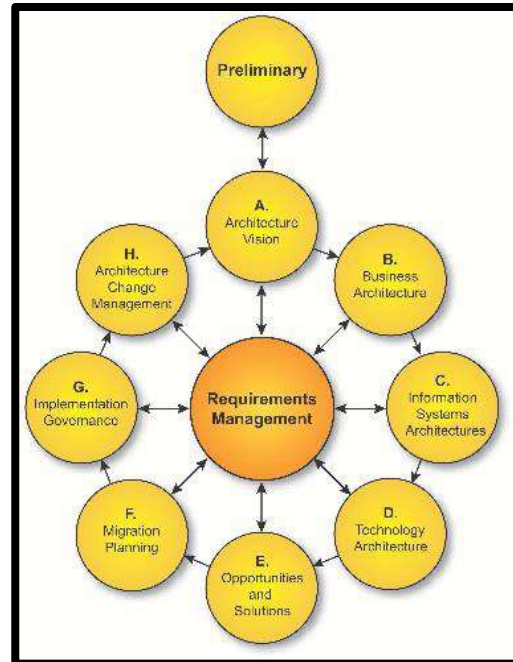 Preliminary
A.
Architecture
Vision
B.
Business
Architecture
C.
Information
Systems
Architectures
D.
Technology
Architecture
E.
Opportunities
and
Solutions
F.
Migration
Planning
G.
Implementation
Governance
H.
Architecture
Change
Management
Requirements
Management